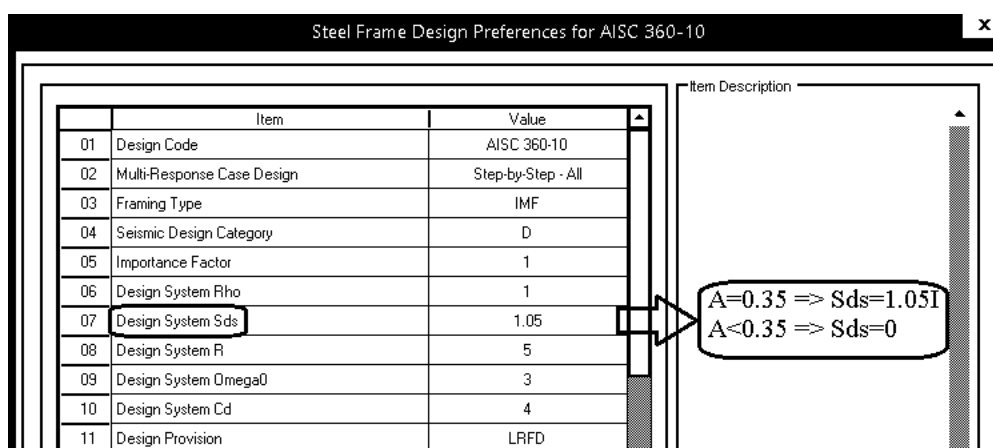 Steel Frame Design Preferences for AISC 360-10
x
Item Description
Item Value
01 Design Code AISC 360-10
02 Multi-Response Case Design Step-by-Step - All
03 Framing Type IMF
04 Seismic Design Category D
05 Importance Factor 1
06 Design System Rho 1
07 Design System Sds 1.05
08 Design System R 5
09 Design System Omega0 3
10 Design System Cd 4
11 Design Provision LRFD
A=0.35 => Sds=1.05I
A<0.35 => Sds=0